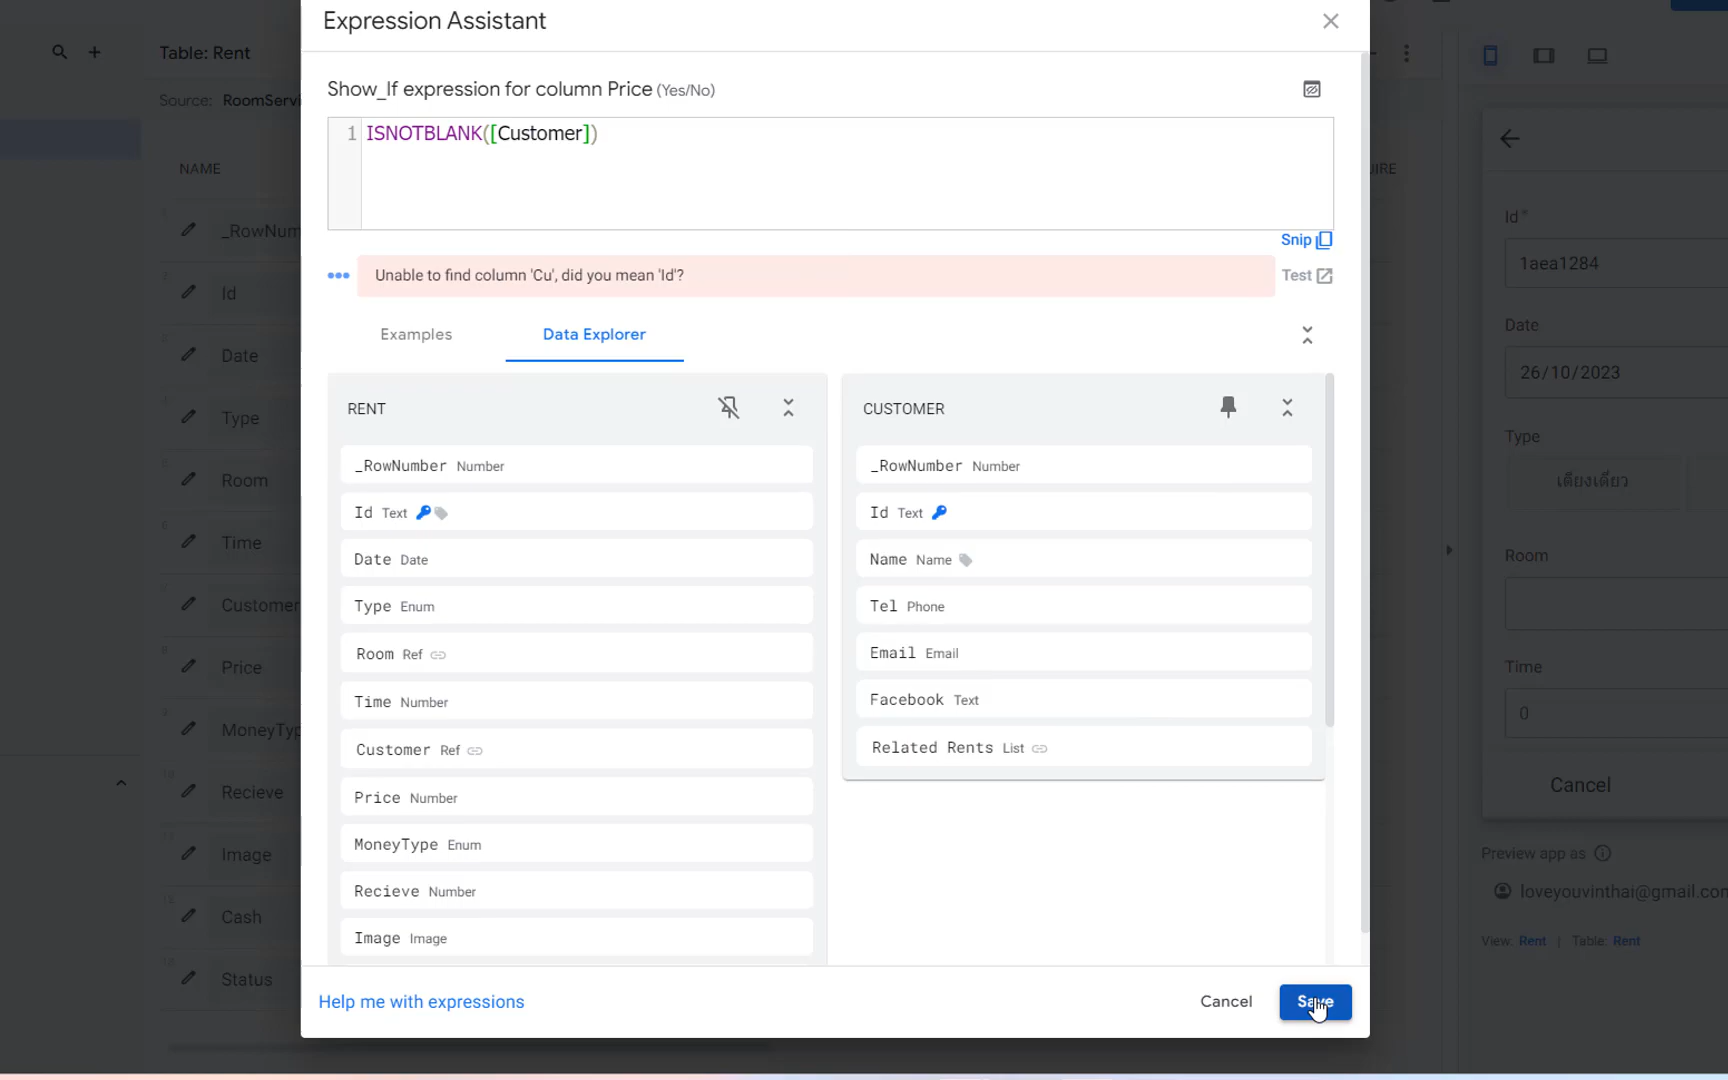 Expression Assistant
Table: Rent
Source: RoomServi
Show_If expression for column Price (Yes/No)
1 ISNOTBLANK([Customer])
Snip
Unable to find column 'Cu', did you mean 'Id'?
Test
Examples
Data Explorer
NAME
_RowNum
Id
Date
Type
Room
Time
Customer
Price
MoneyTyp
Recieve
Image
Cash
Status
RENT
_RowNumber Number
Id Text
Date Date
Type Enum
Room Ref
Time Number
Customer Ref
Price Number
MoneyType Enum
Recieve Number
Image Image
CUSTOMER
_RowNumber Number
Id Text
Name Name
Tel Phone
Email Email
Facebook Text
Related Rents List
Help me with expressions
Cancel
Save
IRE
Id*
1aea1284
Date
26/10/2023
Type
เตียงเดี่ยว
Room
Time
0
Cancel
Preview app as
loveyouvinthai@gmail.con
View: Rent | Table: Rent